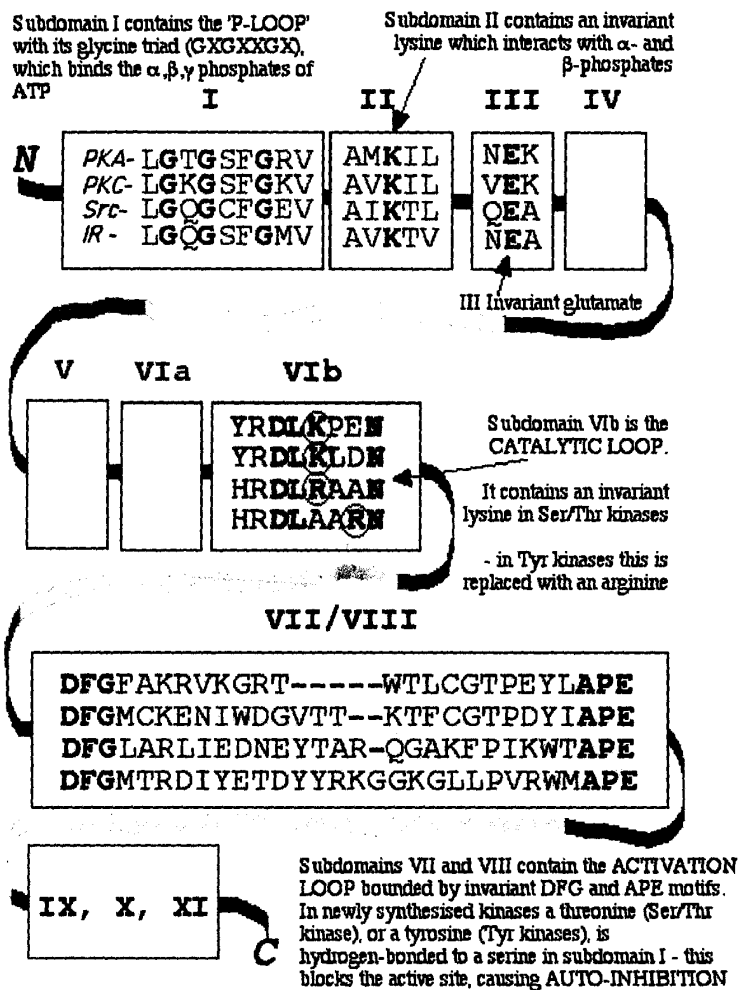 Subdomain I contains the 'P-LOOP'
with its glycine triad (GXGXXGX),
which binds the α,β,γ phosphates of
ATP
Subdomain II contains an invariant
lysine which interacts with α- and
β-phosphates
I II III IV
N
PKA- LGTGSFGRV AMKIL NEK
PKC- LGKGSFGKV AVKIL VEK
Src- LGQGCFGEV AIKTL QEA
IR - LGQGSFGMV AVKTV NEA
III Invariant glutamate
V VIa VIb
YRDLKPEN
YRDLKLDN
HRDLRAAN
HRDLAARN
Subdomain VIb is the
CATALYTIC LOOP.
It contains an invariant
lysine in Ser/Thr kinases
- in Tyr kinases this is
replaced with an arginine
VII/VIII
DFGFAKRVKGRT-----WTLCGTPEYLAPE
DFGMCKENIWDGVTT--KTFCGTPDYIAPE
DFGLARLIEDNEYTAR-QGAKFPIKWTAPE
DFGMTRDIYETDYYRKGGKGLLPVRWMAPE
IX, X, XI
C
Subdomains VII and VIII contain the ACTIVATION
LOOP bounded by invariant DFG and APE motifs.
In newly synthesised kinases a threonine (Ser/Thr
kinase), or a tyrosine (Tyr kinases), is
hydrogen-bonded to a serine in subdomain I - this
blocks the active site, causing AUTO-INHIBITION